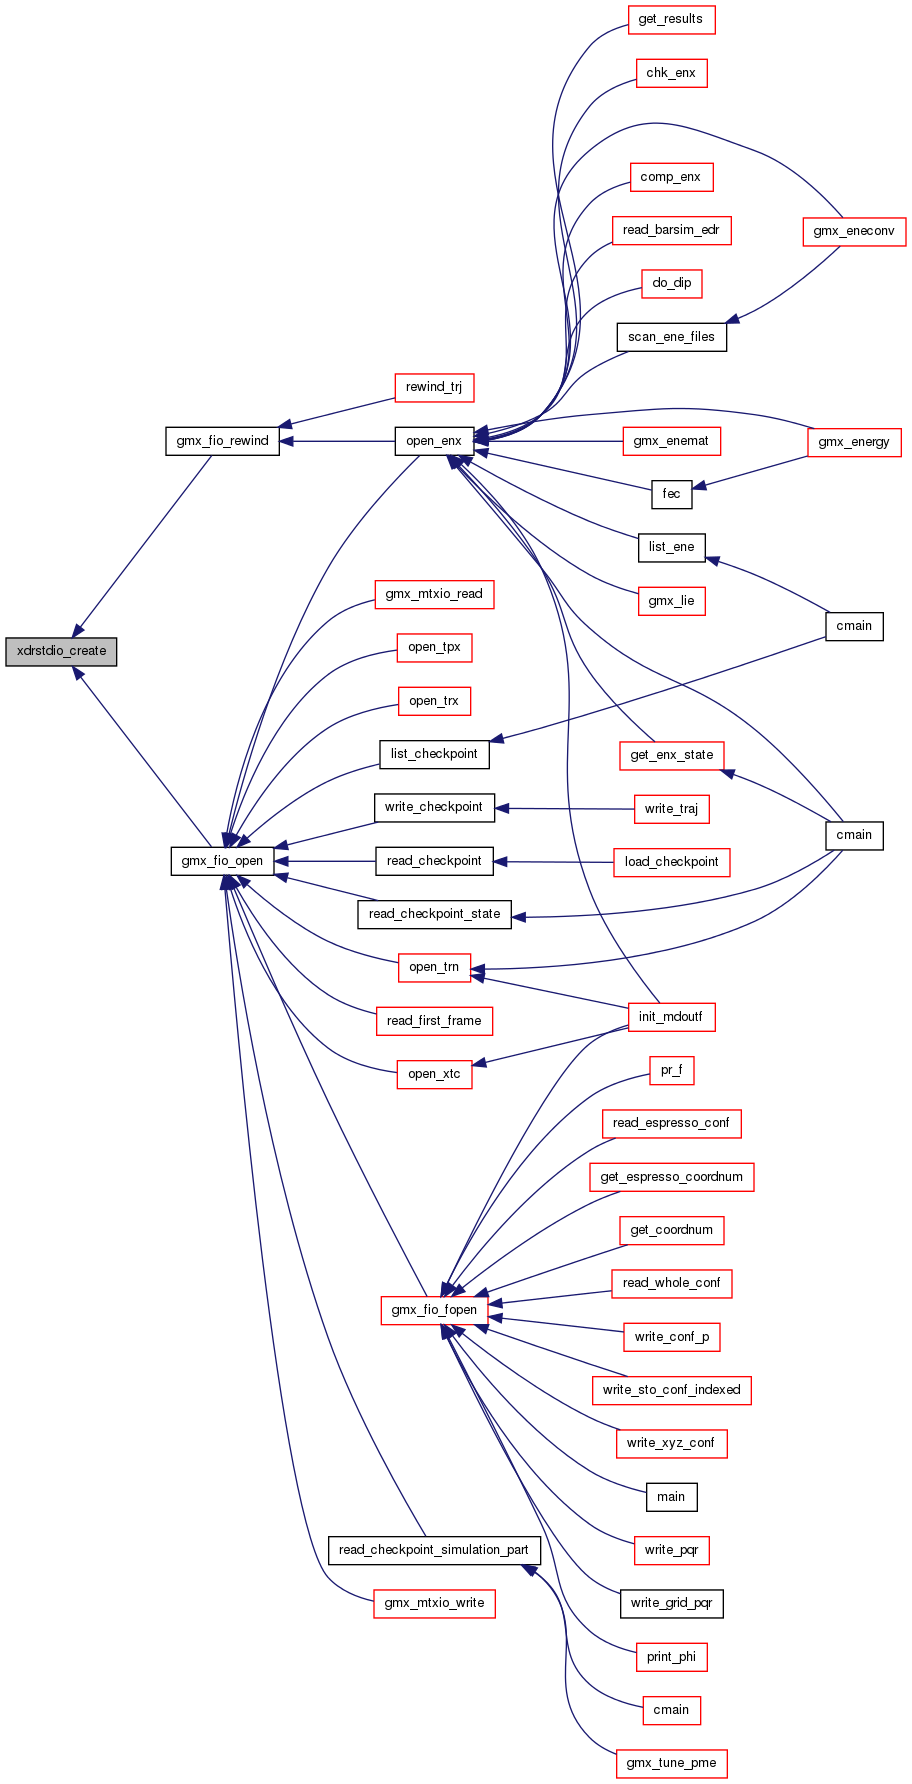 get_results
chk_enx
comp_enx
read_barsim_edr
gmx_eneconv
do_dip
scan_ene_files
rewind_trj
gmx_fio_rewind
open_enx
gmx_enemat
gmx_energy
fec
list_ene
gmx_mtxio_read
gmx_lie
cmain
xdrstdio_create
open_tpx
open_trx
list_checkpoint
get_enx_state
write_checkpoint
write_traj
cmain
gmx_fio_open
read_checkpoint
load_checkpoint
read_checkpoint_state
open_trn
read_first_frame
init_mdoutf
open_xtc
pr_f
read_espresso_conf
get_espresso_coordnum
get_coordnum
read_whole_conf
gmx_fio_fopen
write_conf_p
write_sto_conf_indexed
write_xyz_conf
main
read_checkpoint_simulation_part
write_pqr
gmx_mtxio_write
write_grid_pqr
print_phi
cmain
gmx_tune_pme